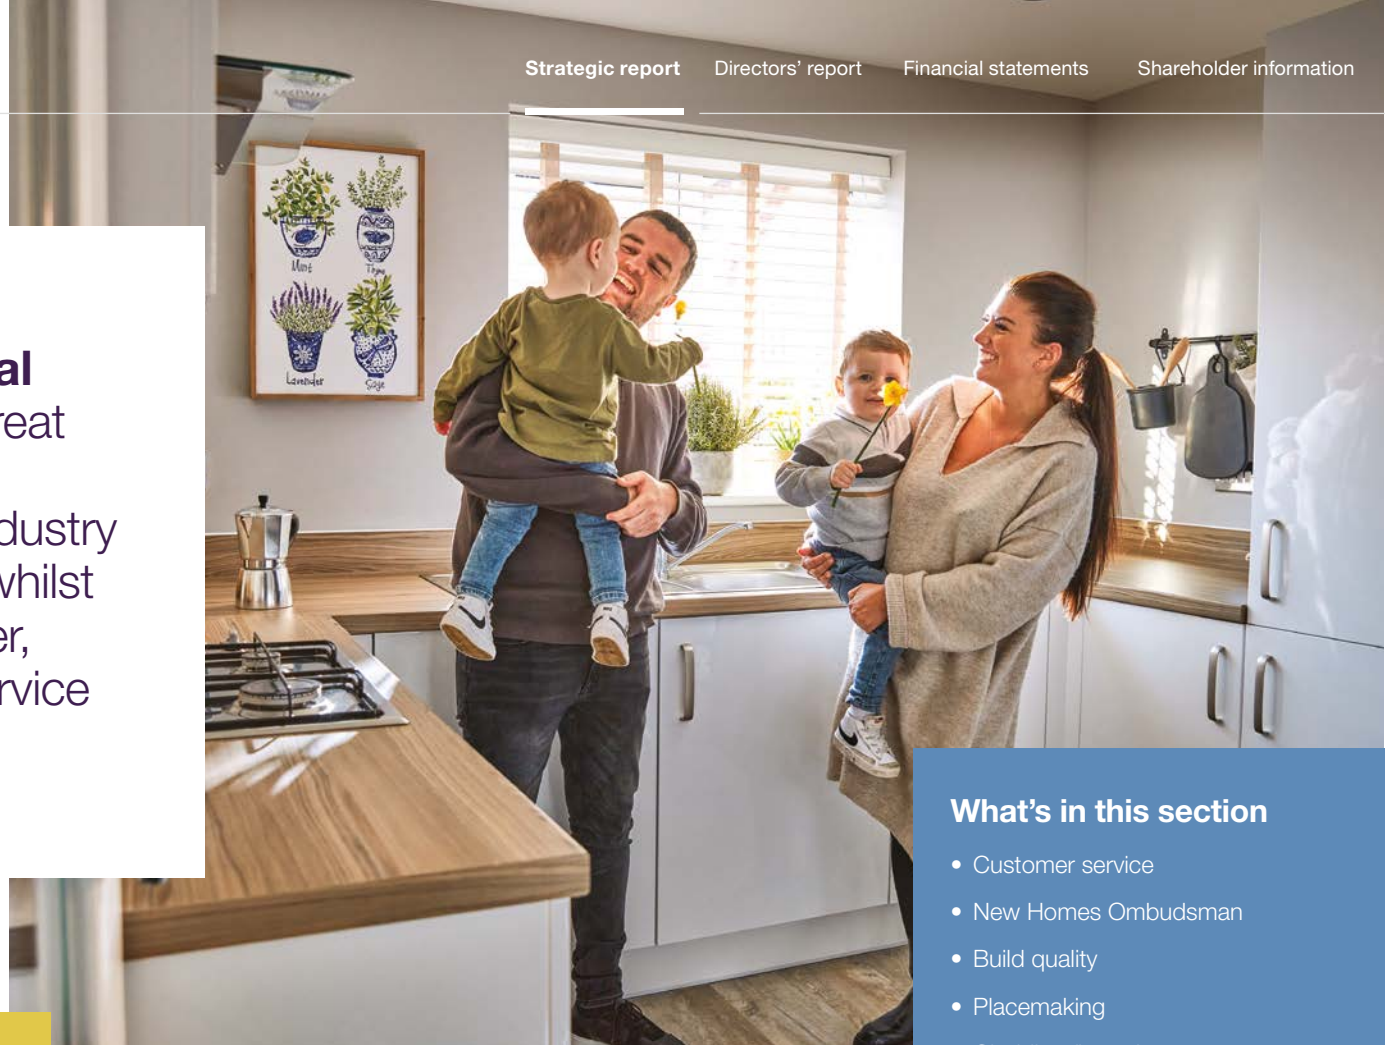 Strategic report Directors' report Financial statements Shareholder information
Mint Thyme
Lavender Sage
al
reat
dustry
whilst
er,
rvice
What's in this section
• Customer service
• New Homes Ombudsman
• Build quality
• Placemaking